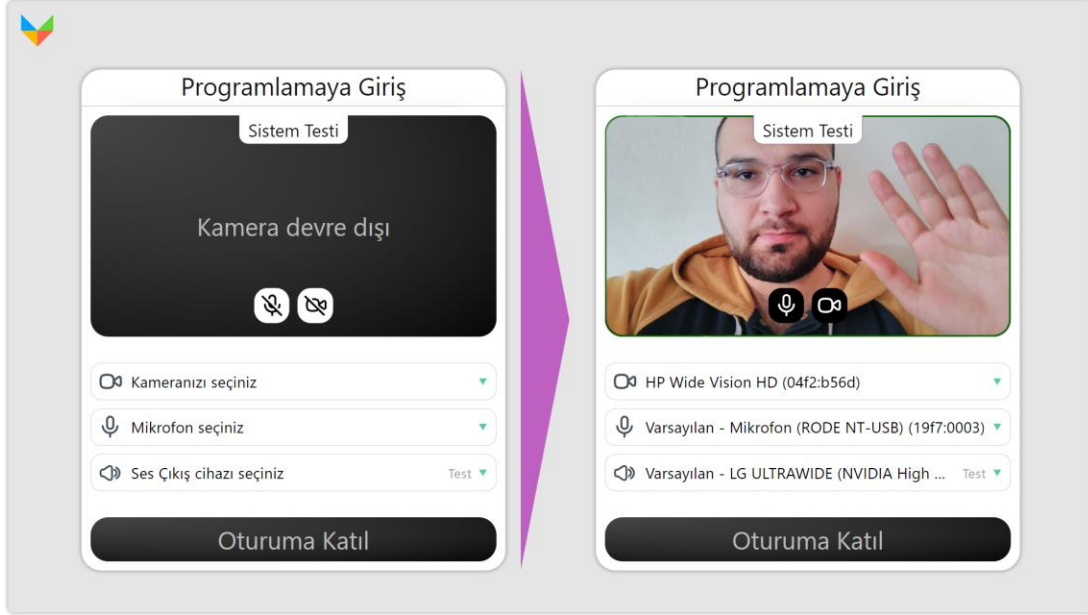 Programlamaya Giriş
Sistem Testi
Kamera devre dışı
Kameranızı seçiniz
Mikrofon seçiniz
Ses Çıkış cihazı seçiniz
Test
Oturuma Katıl
Programlamaya Giriş
Sistem Testi
HP Wide Vision HD (04f2:b56d)
Varsayılan - Mikrofon (RODE NT-USB) (19f7:0003)
Varsayılan - LG ULTRAWIDE (NVIDIA High ...
Test
Oturuma Katıl